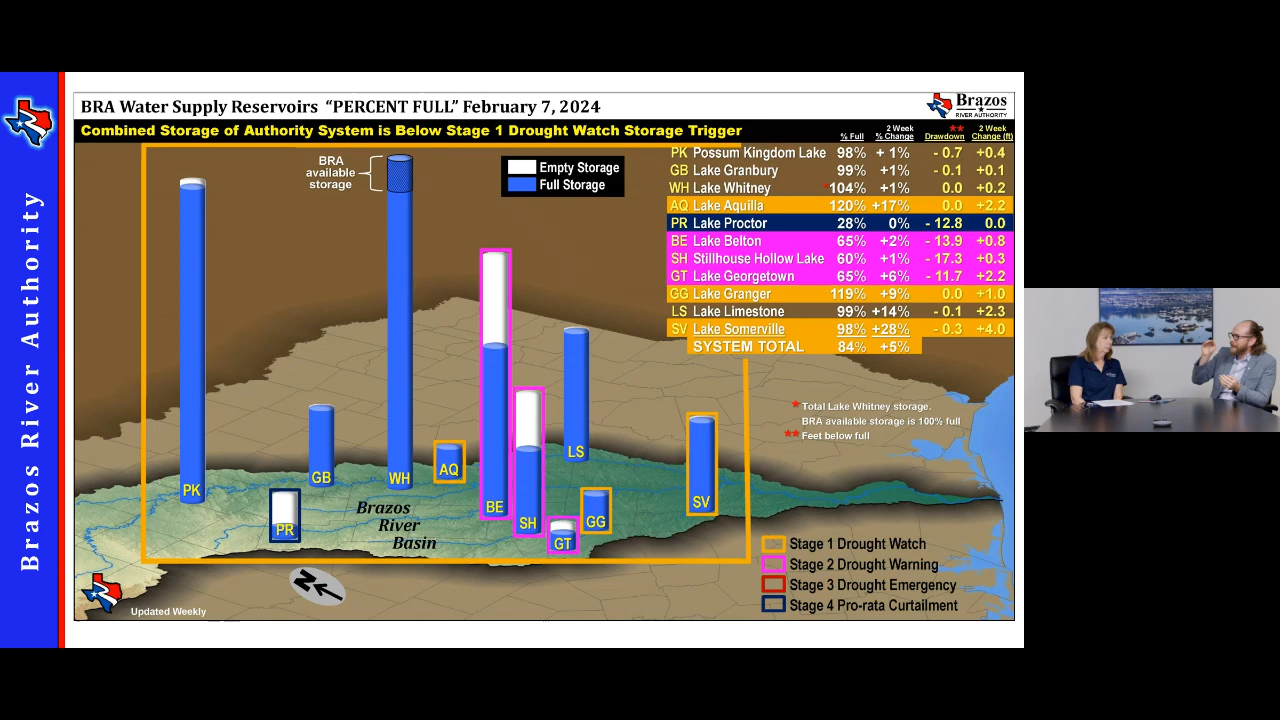 Brazos River Authority
BRA Water Supply Reservoirs “PERCENT FULL” February 7, 2024
Brazos
RIVER AUTHORITY
Combined Storage of Authority System is Below Stage 1 Drought Watch Storage Trigger
% Full
2 Week
% Change
**
Drawdown
2 Week
Change (ft)
PK Possum Kingdom Lake 98% + 1% - 0.7 +0.4
GB Lake Granbury 99% +1% - 0.1 +0.1
WH Lake Whitney *104% +1% 0.0 +0.2
AQ Lake Aquilla 120% +17% 0.0 +2.2
PR Lake Proctor 28% 0% - 12.8 0.0
BE Lake Belton 65% +2% - 13.9 +0.8
SH Stillhouse Hollow Lake 60% +1% - 17.3 +0.3
GT Lake Georgetown 65% +6% - 11.7 +2.2
GG Lake Granger 119% +9% 0.0 +1.0
LS Lake Limestone 99% +14% - 0.1 +2.3
SV Lake Somerville 98% +28% - 0.3 +4.0
SYSTEM TOTAL 84% +5%
BRA
available
storage
Empty Storage
Full Storage
* Total Lake Whitney storage.
BRA available storage is 100% full
** Feet below full
PK
PR
GB
WH
AQ
BE
SH
LS
GT
GG
SV
Brazos
River
Basin
N
Stage 1 Drought Watch
Stage 2 Drought Warning
Stage 3 Drought Emergency
Stage 4 Pro-rata Curtailment
Updated Weekly